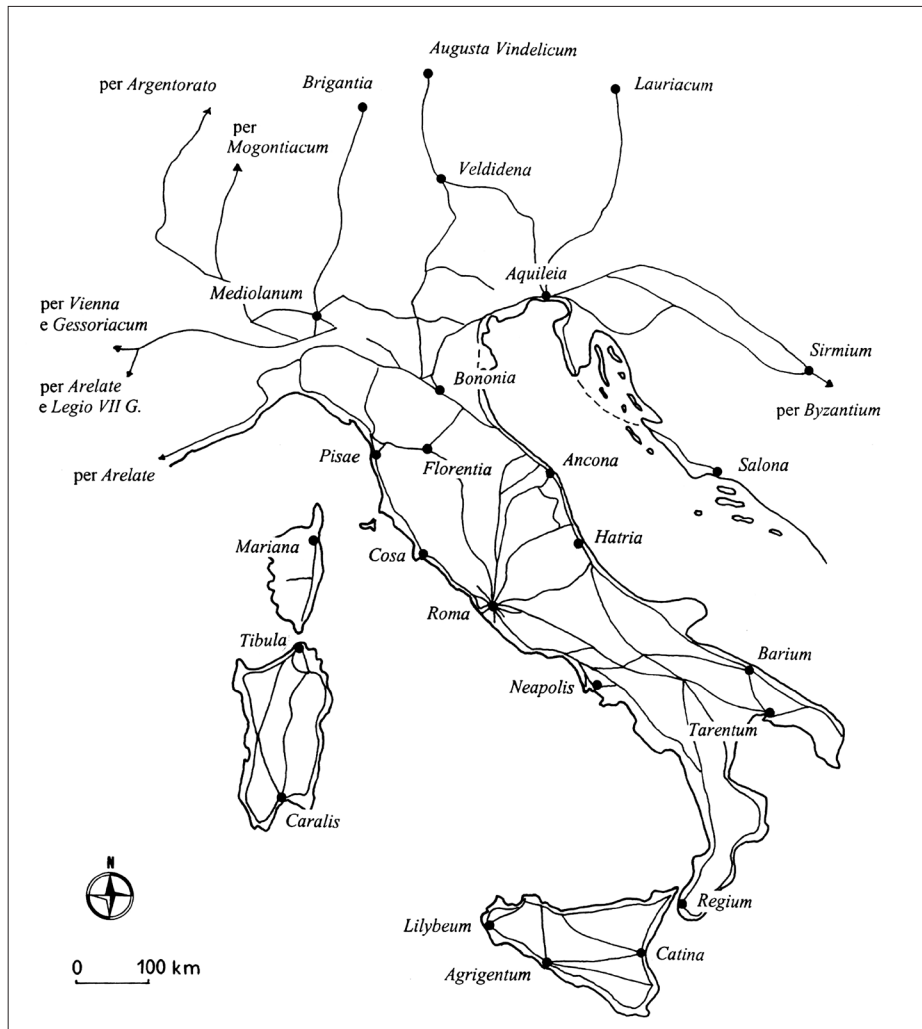 Augusta Vindelicum
per Argentorato
Brigantia
Lauriacum
per
Mogontiacum
Veldidena
Aquileia
Mediolanum
per Vienna
e Gessoriacum
Sirmium
per Arelate
e Legio VII G.
Bononia
per Byzantium
Pisae
Florentia
Ancona
Salona
per Arelate
Mariana
Cosa
Hatria
Roma
Tibula
Barium
Neapolis
Tarentum
Caralis
N
Regium
Lilybeum
Catina
Agrigentum
0 100 km